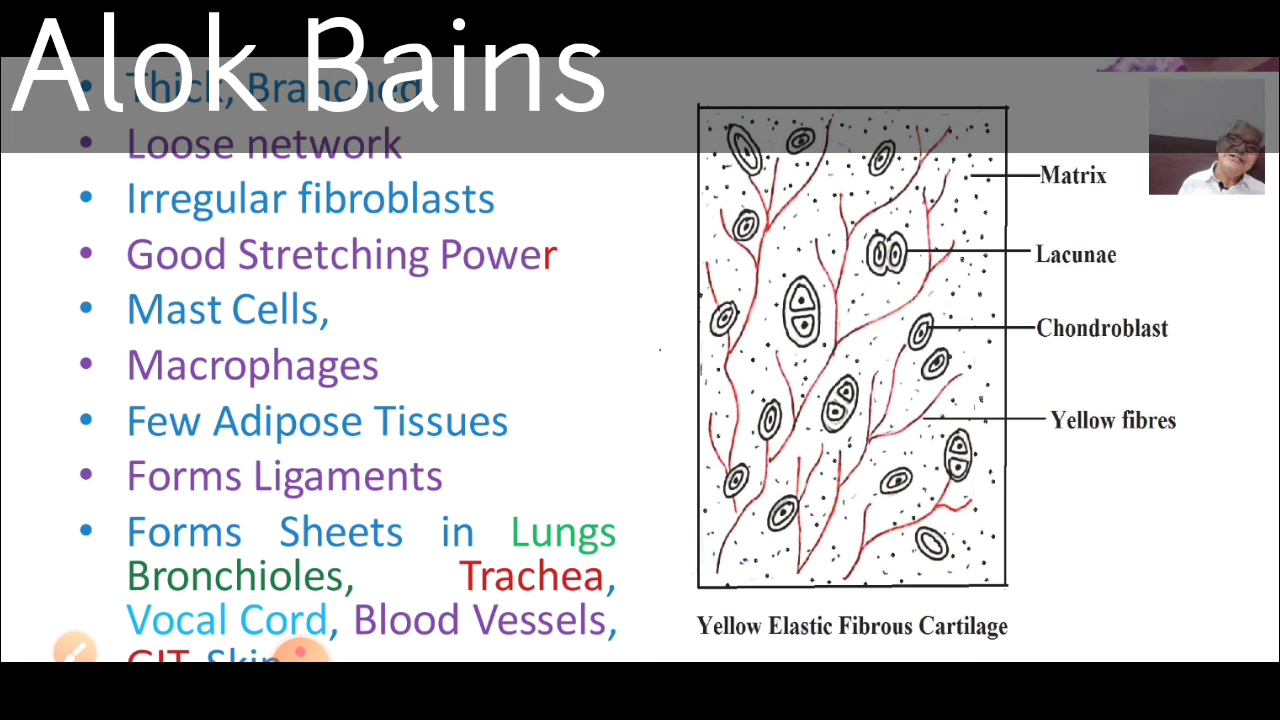 Alok Bains
Thick, Branched
Loose network
Irregular fibroblasts
Good Stretching Power
Mast Cells,
Macrophages
Few Adipose Tissues
Forms Ligaments
Forms Sheets in Lungs
Bronchioles, Trachea,
Vocal Cord, Blood Vessels,
GIT, Skin
Matrix
Lacunae
Chondroblast
Yellow fibres
Yellow Elastic Fibrous Cartilage